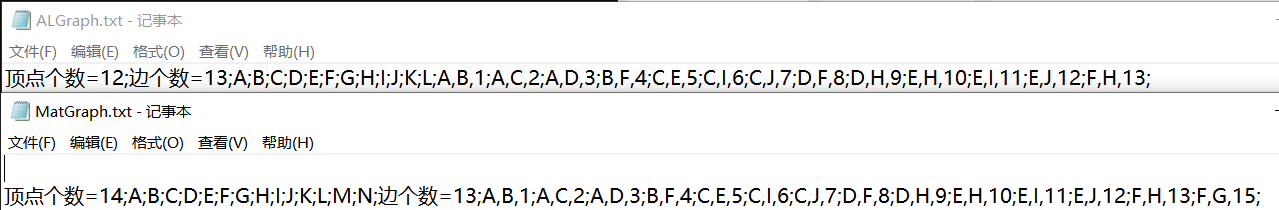 ALGraph.txt - 记事本
文件(F) 编辑(E) 格式(O) 查看(V) 帮助(H)
顶点个数=12;边个数=13;A;B;C;D;E;F;G;H;I;J;K;L;A,B,1;A,C,2;A,D,3;B,F,4;C,E,5;C,I,6;C,J,7;D,F,8;D,H,9;E,H,10;E,I,11;E,J,12;F,H,13;
MatGraph.txt - 记事本
文件(F) 编辑(E) 格式(O) 查看(V) 帮助(H)
顶点个数=14;A;B;C;D;E;F;G;H;I;J;K;L;M;N;边个数=13;A,B,1;A,C,2;A,D,3;B,F,4;C,E,5;C,I,6;C,J,7;D,F,8;D,H,9;E,H,10;E,I,11;E,J,12;F,H,13;F,G,15;